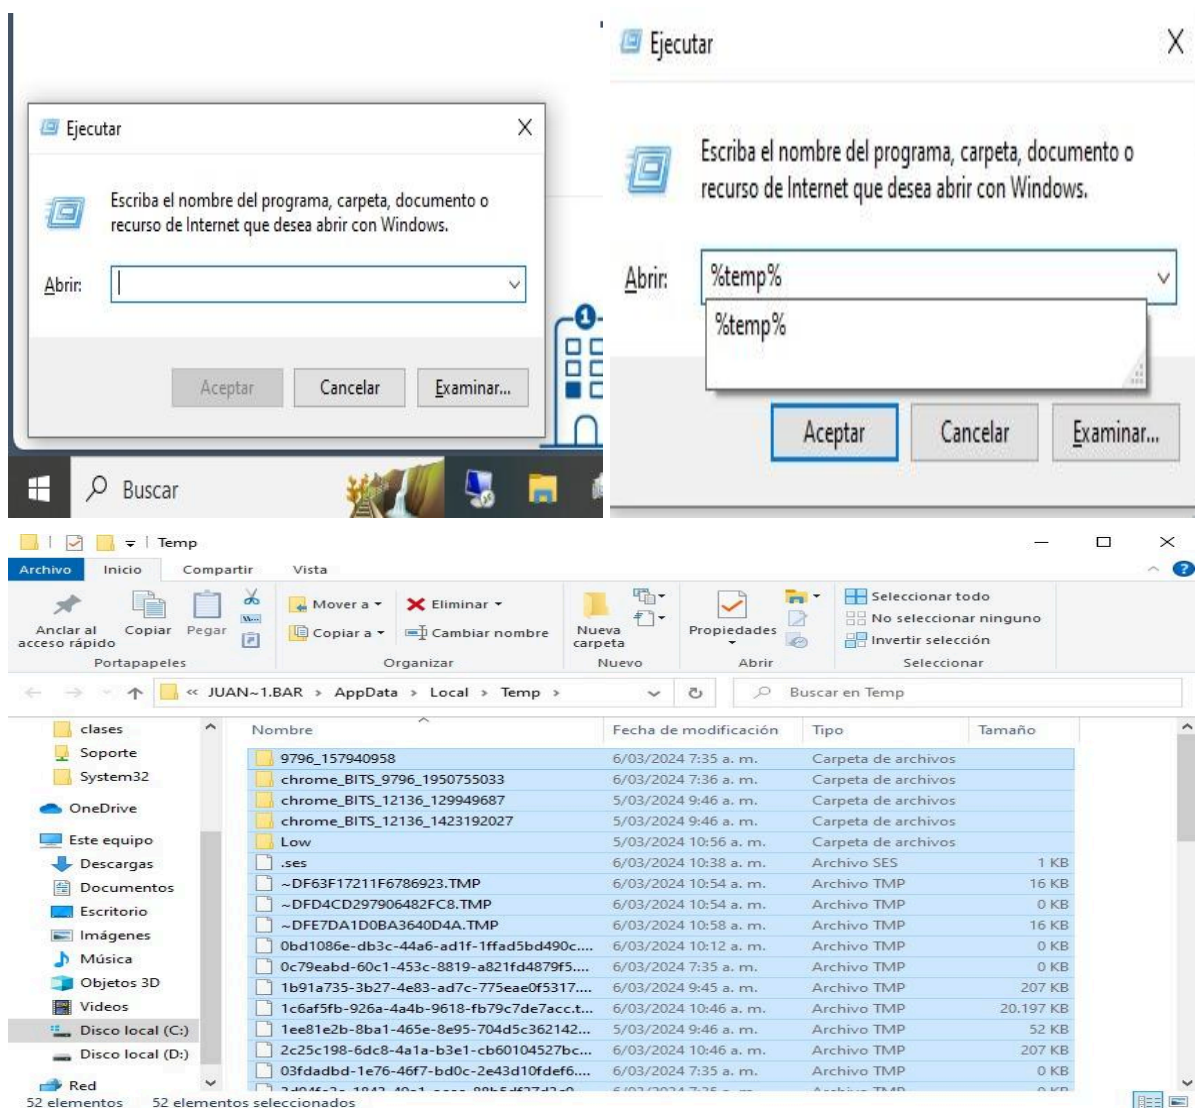 Ejecutar
Escriba el nombre del programa, carpeta, documento o
recurso de Internet que desea abrir con Windows.
Abrir:
Aceptar Cancelar Examinar...
1
Buscar
Ejecutar
Escriba el nombre del programa, carpeta, documento o
recurso de Internet que desea abrir con Windows.
Abrir: %temp%
%temp%
Aceptar Cancelar Examinar...
Temp
Archivo Inicio Compartir Vista
Anclar al
acceso rápido
Copiar
Pegar
Portapapeles
Mover a
Copiar a
Eliminar
Cambiar nombre
Organizar
Nueva
carpeta
Nuevo
Propiedades
Abrir
Seleccionar todo
No seleccionar ninguno
Invertir selección
Seleccionar
« JUAN~1.BAR > AppData > Local > Temp >
Buscar en Temp
clases
Soporte
System32
OneDrive
Este equipo
Descargas
Documentos
Escritorio
Imágenes
Música
Objetos 3D
Videos
Disco local (C:)
Disco local (D:)
Red
Nombre Fecha de modificación Tipo Tamaño
9796_157940958 6/03/2024 7:35 a. m. Carpeta de archivos
chrome_BITS_9796_1950755033 6/03/2024 7:36 a. m. Carpeta de archivos
chrome_BITS_12136_129949687 5/03/2024 9:46 a. m. Carpeta de archivos
chrome_BITS_12136_1423192027 5/03/2024 9:46 a. m. Carpeta de archivos
Low 5/03/2024 10:56 a. m. Carpeta de archivos
.ses 6/03/2024 10:38 a. m. Archivo SES 1 KB
~DF63F17211F6786923.TMP 6/03/2024 10:54 a. m. Archivo TMP 16 KB
~DFD4CD297906482FC8.TMP 6/03/2024 10:54 a. m. Archivo TMP 0 KB
~DFE7DA1D0BA3640D4A.TMP 6/03/2024 10:58 a. m. Archivo TMP 16 KB
0bd1086e-db3c-44a6-ad1f-1ffad5bd490c.... 6/03/2024 10:12 a. m. Archivo TMP 0 KB
0c79eabd-60c1-453c-8819-a821fd4879f5.... 6/03/2024 7:35 a. m. Archivo TMP 0 KB
1b91a735-3b27-4e83-ad7c-775eae0f5317.... 6/03/2024 9:45 a. m. Archivo TMP 207 KB
1c6af5fb-926a-4a4b-9618-fb79c7de7acc.t... 6/03/2024 10:46 a. m. Archivo TMP 20.197 KB
1ee81e2b-8ba1-465e-8e95-704d5c362142... 5/03/2024 9:46 a. m. Archivo TMP 52 KB
2c25c198-6dc8-4a1a-b3e1-cb60104527bc... 6/03/2024 10:46 a. m. Archivo TMP 207 KB
03fdadbd-1e76-46f7-bd0c-2e43d10fdef6.... 6/03/2024 7:35 a. m. Archivo TMP 0 KB
52 elementos 52 elementos seleccionados